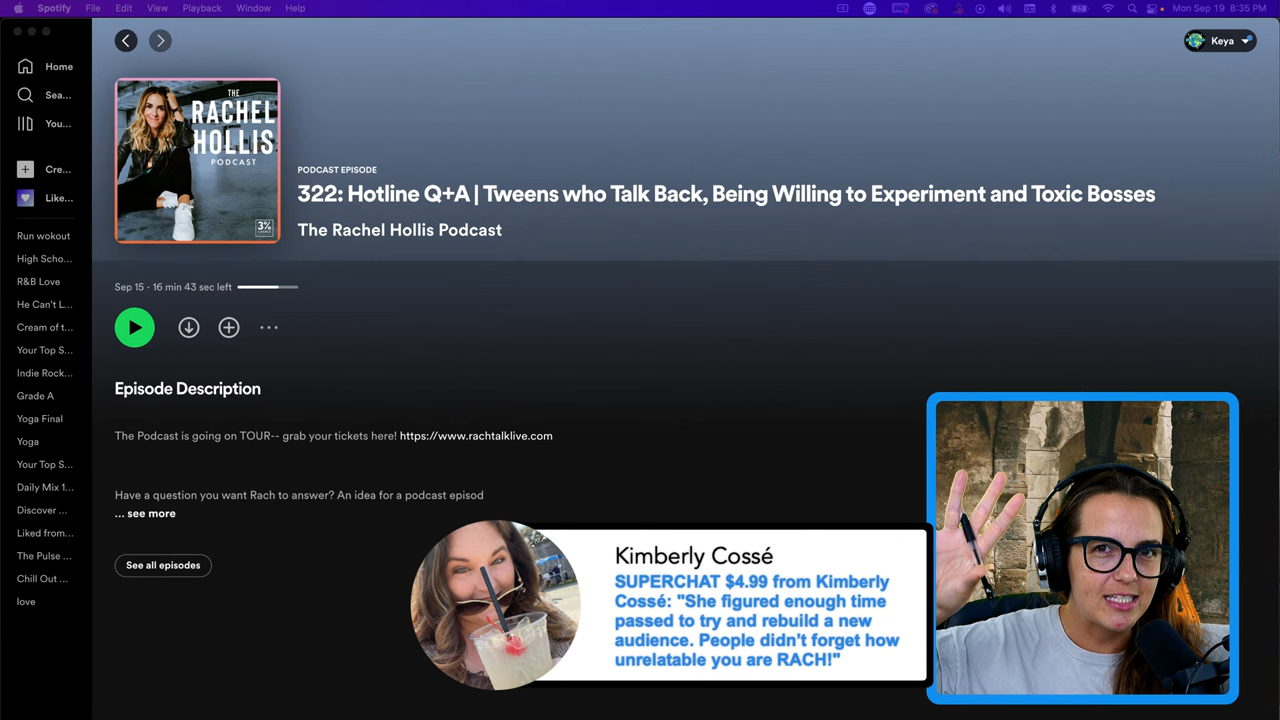 Spotify File Edit View Playback Window Help
Mon Sep 19 8:35 PM
Keya
Home
Sea...
You...
Cre...
Like...
Run wokout
High Scho...
R&B Love
He Can't L...
Cream of t...
Your Top S...
Indie Rock...
Grade A
Yoga Final
Yoga
Your Top S...
Daily Mix 1...
Discover ...
Liked from...
The Pulse ...
Chill Out ...
love
THE
RACHEL
HOLLIS
PODCAST
3%
PODCAST EPISODE
322: Hotline Q+A | Tweens who Talk Back, Being Willing to Experiment and Toxic Bosses
The Rachel Hollis Podcast
Sep 15 · 16 min 43 sec left
Episode Description
The Podcast is going on TOUR-- grab your tickets here! https://www.rachtalklive.com
Have a question you want Rach to answer? An idea for a podcast episod
... see more
See all episodes
Kimberly Cossé
SUPERCHAT $4.99 from Kimberly
Cossé: "She figured enough time
passed to try and rebuild a new
audience. People didn't forget how
unrelatable you are RACH!"